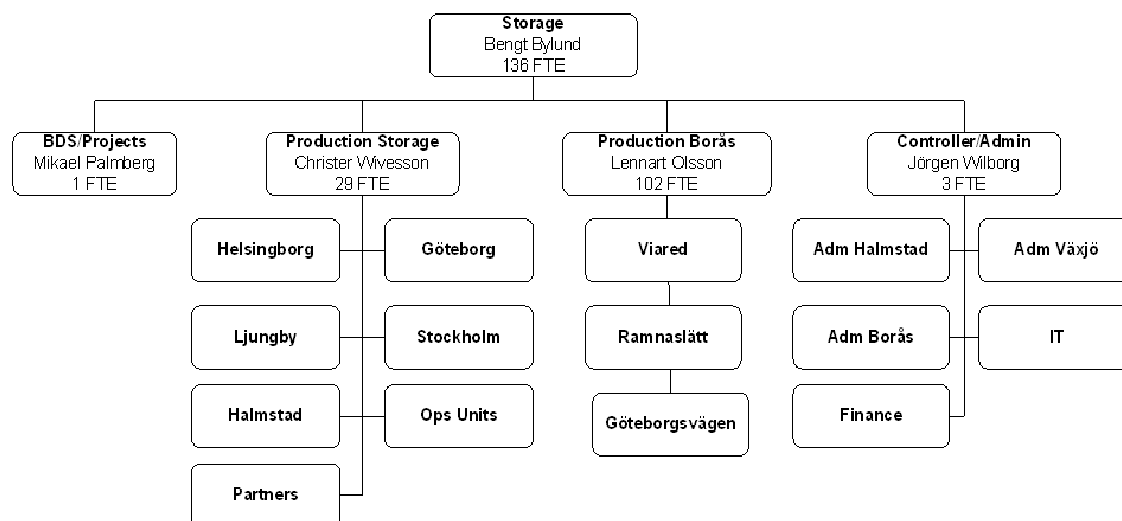 Storage
Bengt Bylund
136 FTE
BDS/Projects
Mikael Palmberg
1 FTE
Production Storage
Christer Wivesson
29 FTE
Production Borås
Lennart Olsson
102 FTE
Controller/Admin
Jörgen Wilborg
3 FTE
Helsingborg
Göteborg
Ljungby
Stockholm
Halmstad
Ops Units
Partners
Viared
Ramnaslätt
Göteborgsvägen
Adm Halmstad
Adm Växjö
Adm Borås
IT
Finance